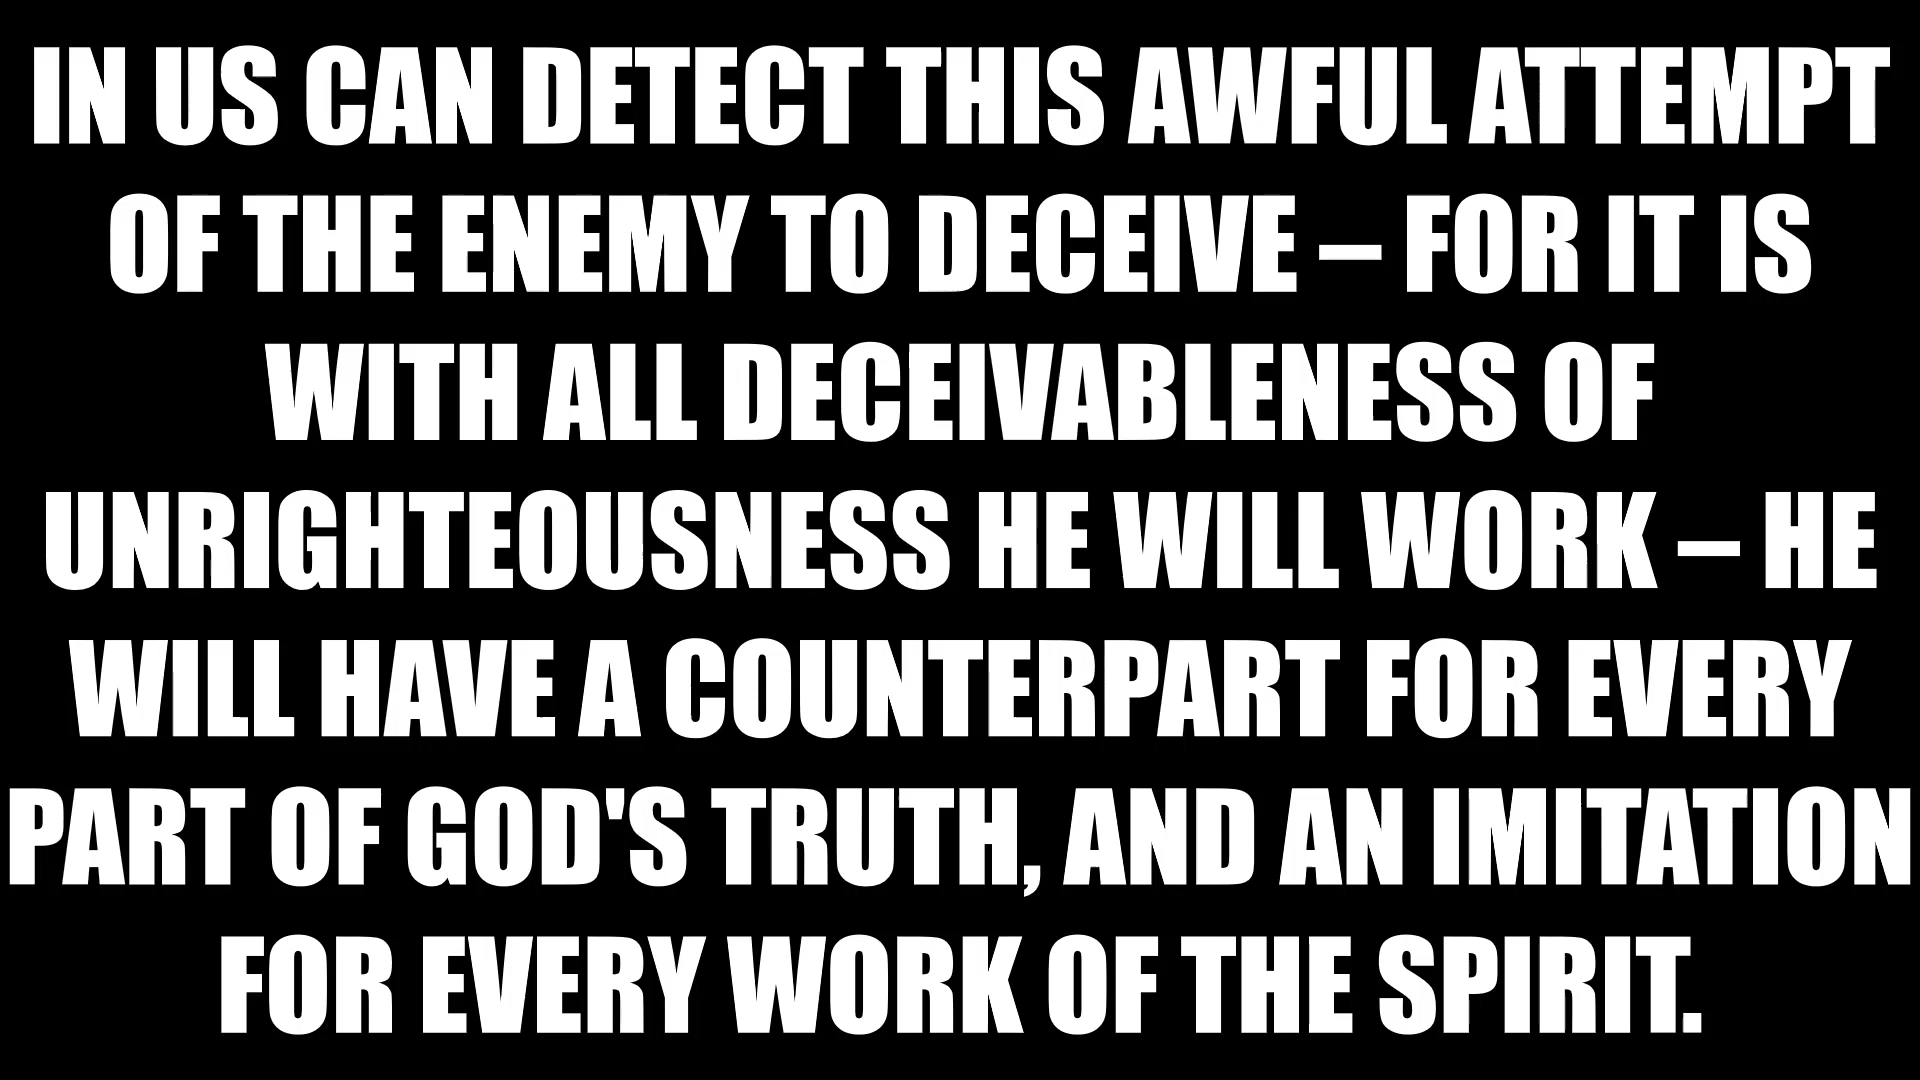 IN US CAN DETECT THIS AWFUL ATTEMPT
OF THE ENEMY TO DECEIVE – FOR IT IS
WITH ALL DECEIVABLENESS OF
UNRIGHTEOUSNESS HE WILL WORK – HE
WILL HAVE A COUNTERPART FOR EVERY
PART OF GOD'S TRUTH, AND AN IMITATION
FOR EVERY WORK OF THE SPIRIT.